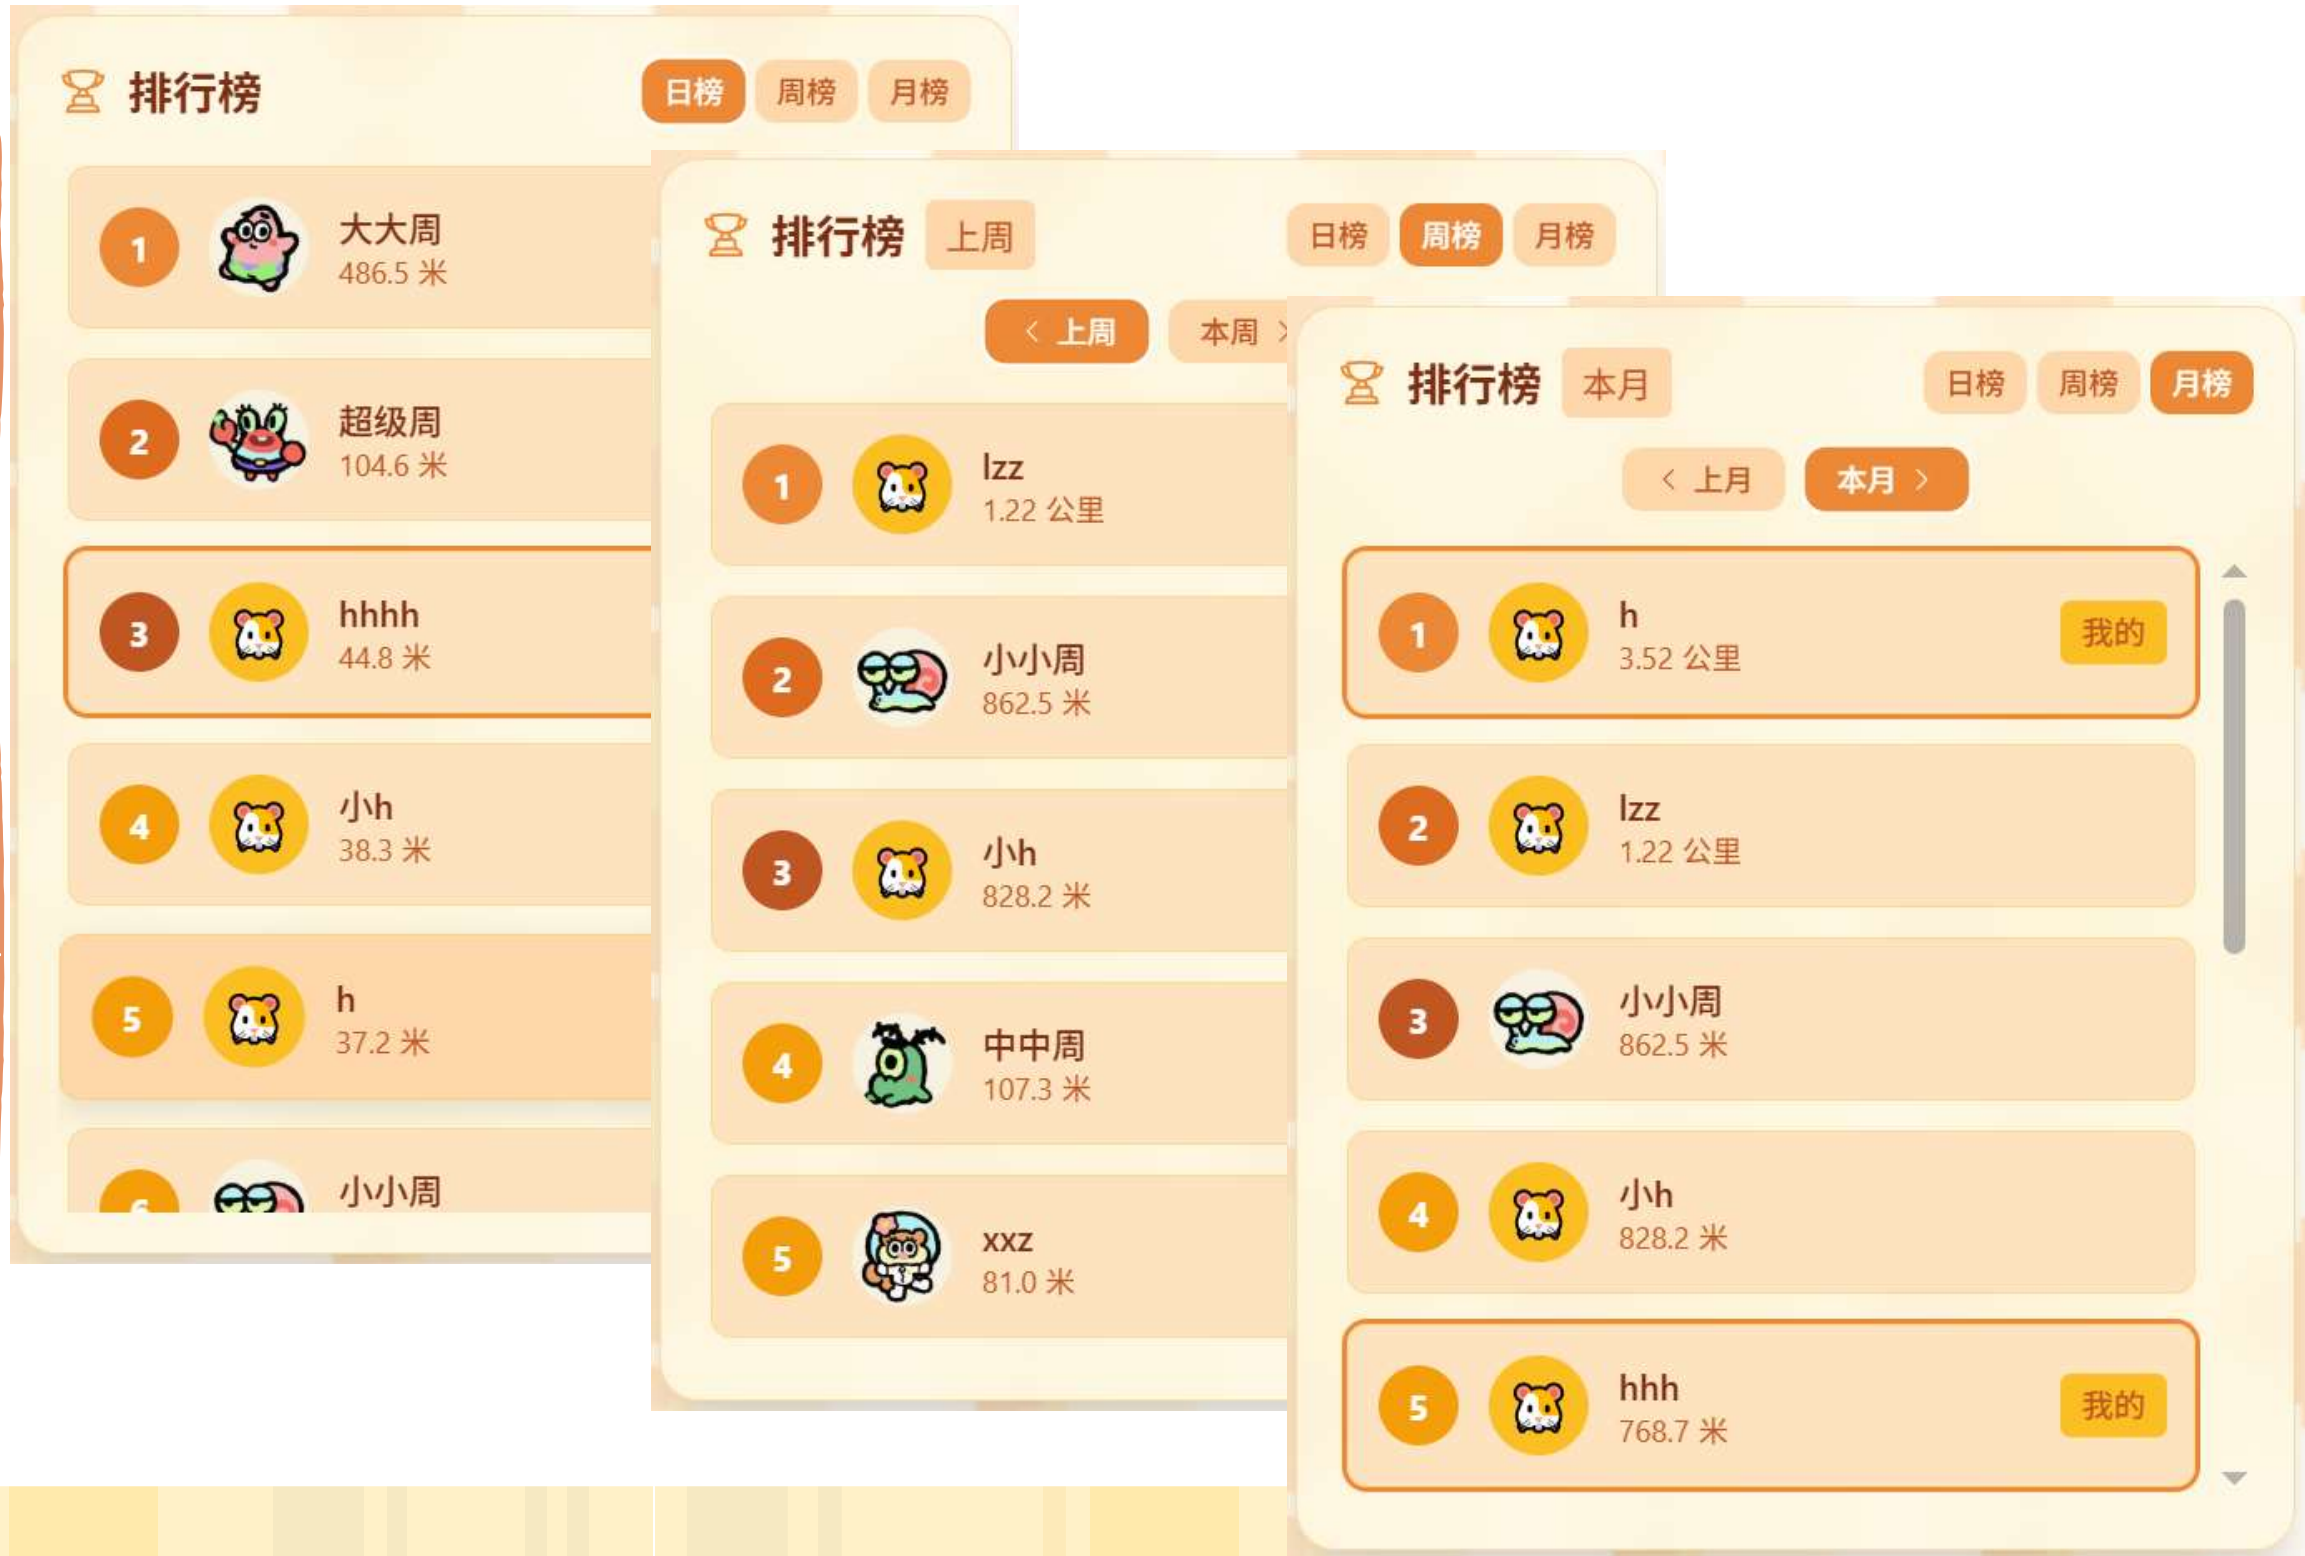 排行榜 日榜 周榜 月榜
1 大大周
486.5 米
2 超级周
104.6 米
3 hhhh
44.8 米
4 小h
38.3 米
5 h
37.2 米
6 小小周
排行榜 上周 日榜 周榜 月榜
< 上周 本周 >
1 lzz
1.22 公里
2 小小周
862.5 米
3 小h
828.2 米
4 中中周
107.3 米
5 xxz
81.0 米
排行榜 本月 日榜 周榜 月榜
< 上月 本月 >
1 h 我的
3.52 公里
2 lzz
1.22 公里
3 小小周
862.5 米
4 小h
828.2 米
5 hhh 我的
768.7 米